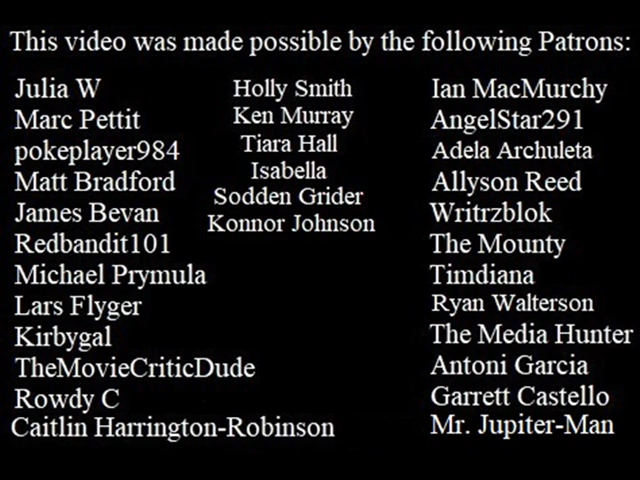 This video was made possible by the following Patrons:
Julia W
Marc Pettit
pokeplayer984
Matt Bradford
James Bevan
Redbandit101
Michael Prymula
Lars Flyger
Kirbygal
TheMovieCriticDude
Rowdy C
Caitlin Harrington-Robinson
Holly Smith
Ken Murray
Tiara Hall
Isabella
Sodden Grider
Konnor Johnson
Ian MacMurchy
AngelStar291
Adela Archuleta
Allyson Reed
Writrzblok
The Mounty
Timdiana
Ryan Walterson
The Media Hunter
Antoni Garcia
Garrett Castello
Mr. Jupiter-Man